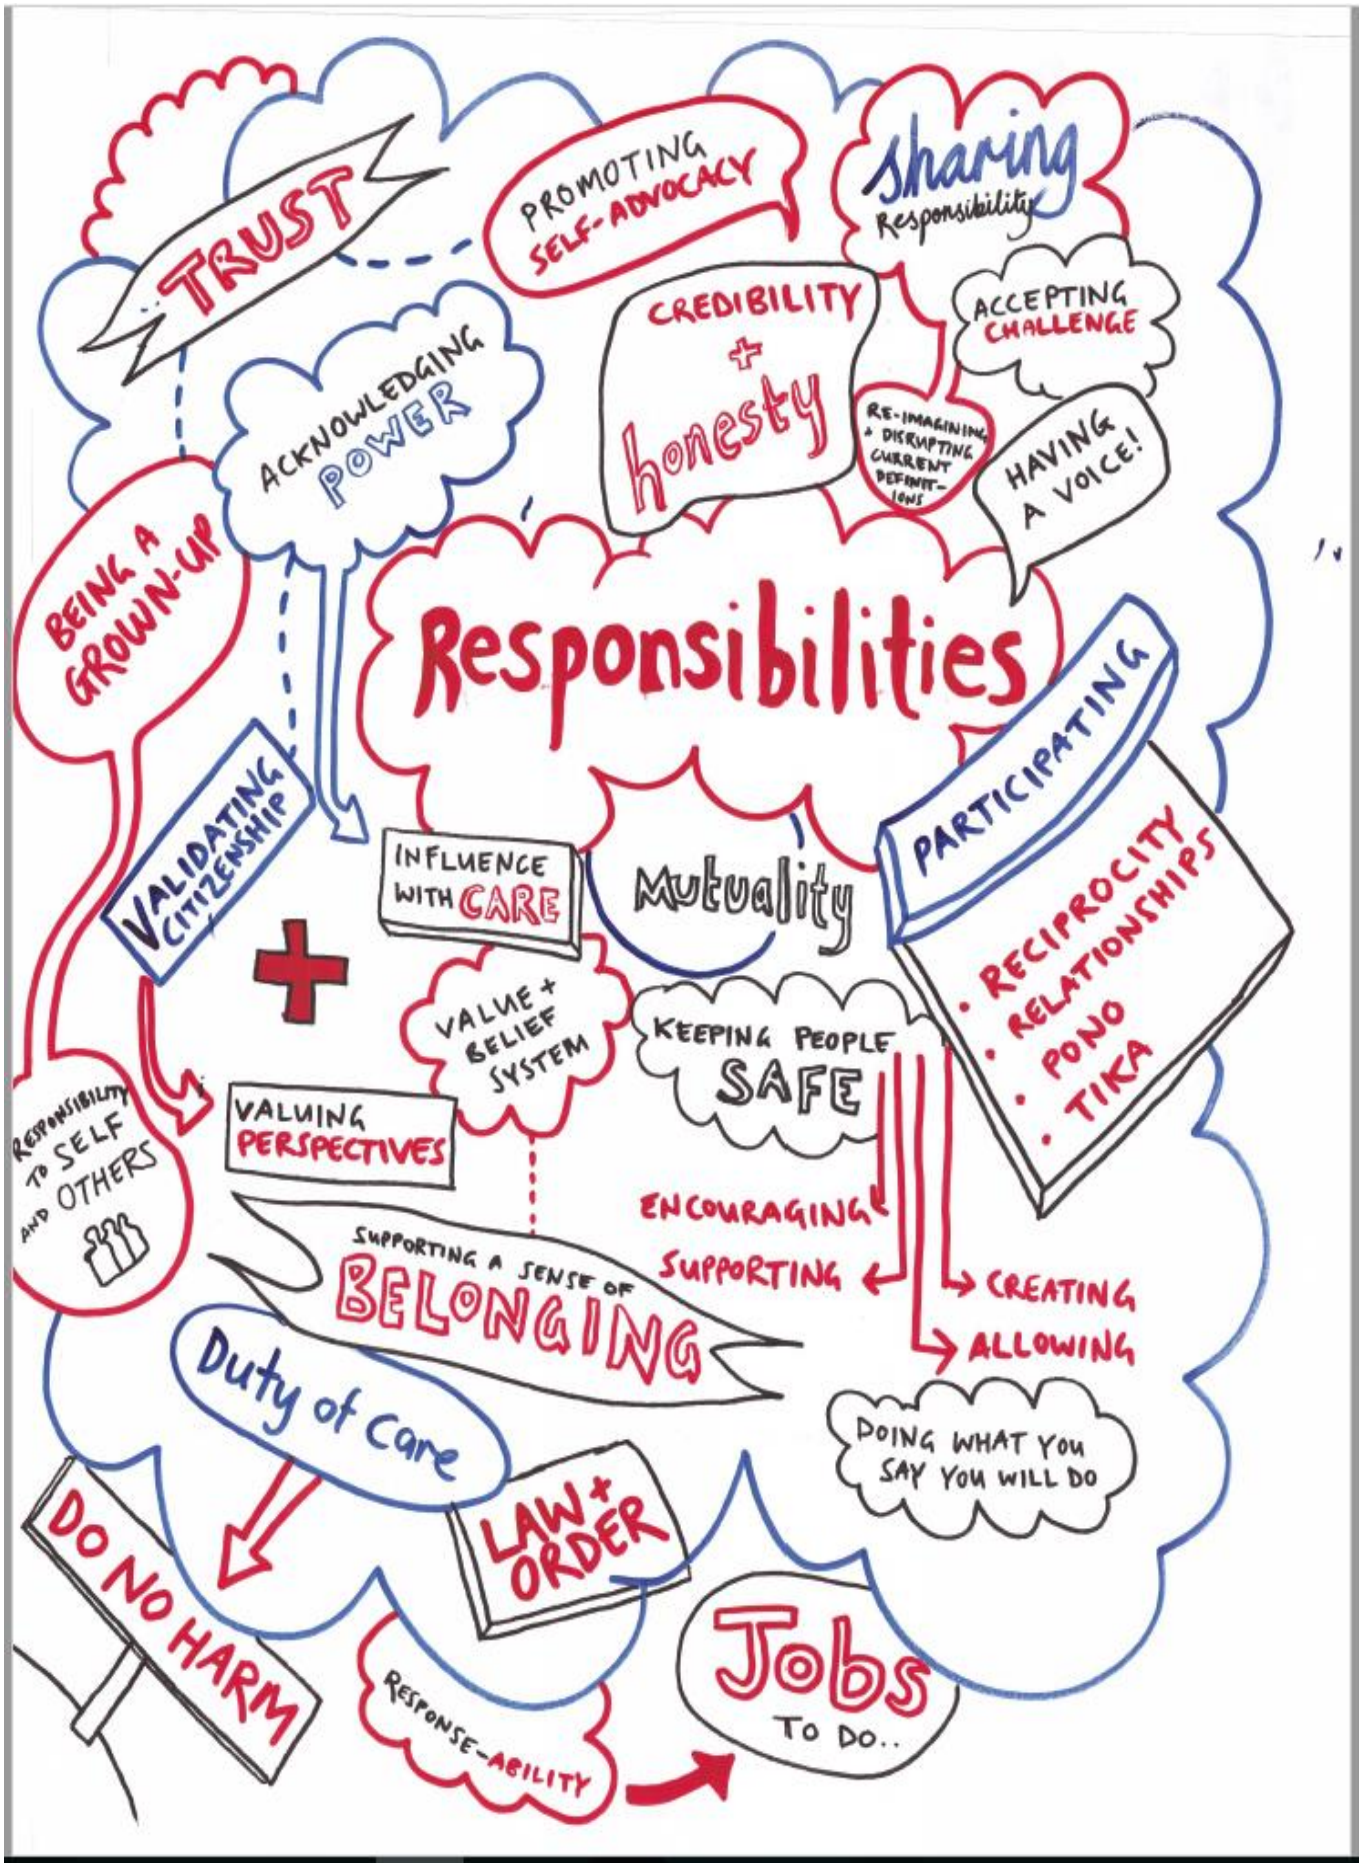 TRUST
PROMOTING
SELF-ADVOCACY
sharing
Responsibility
ACKNOWLEDGING
POWER
CREDIBILITY
+
honesty
ACCEPTING
CHALLENGE
RE-IMAGINING
+ DISRUPTING
CURRENT
DEFINIT-
IONS
HAVING
A VOICE!
BEING A
GROWN-UP
Responsibilities
PARTICIPATING
• RECIPROCITY
• RELATIONSHIPS
• PONO
• TIKA
VALIDATING
CITIZENSHIP
INFLUENCE
WITH CARE
Mutuality
+
VALUE +
BELIEF
SYSTEM
KEEPING PEOPLE
SAFE
ENCOURAGING
SUPPORTING
CREATING
ALLOWING
RESPONSIBILITY
TO SELF
AND OTHERS
VALUING
PERSPECTIVES
SUPPORTING A SENSE OF
BELONGING
Duty of care
DOING WHAT YOU
SAY YOU WILL DO
LAW +
ORDER
DO NO HARM
RESPONSE-ABILITY
Jobs
TO DO..